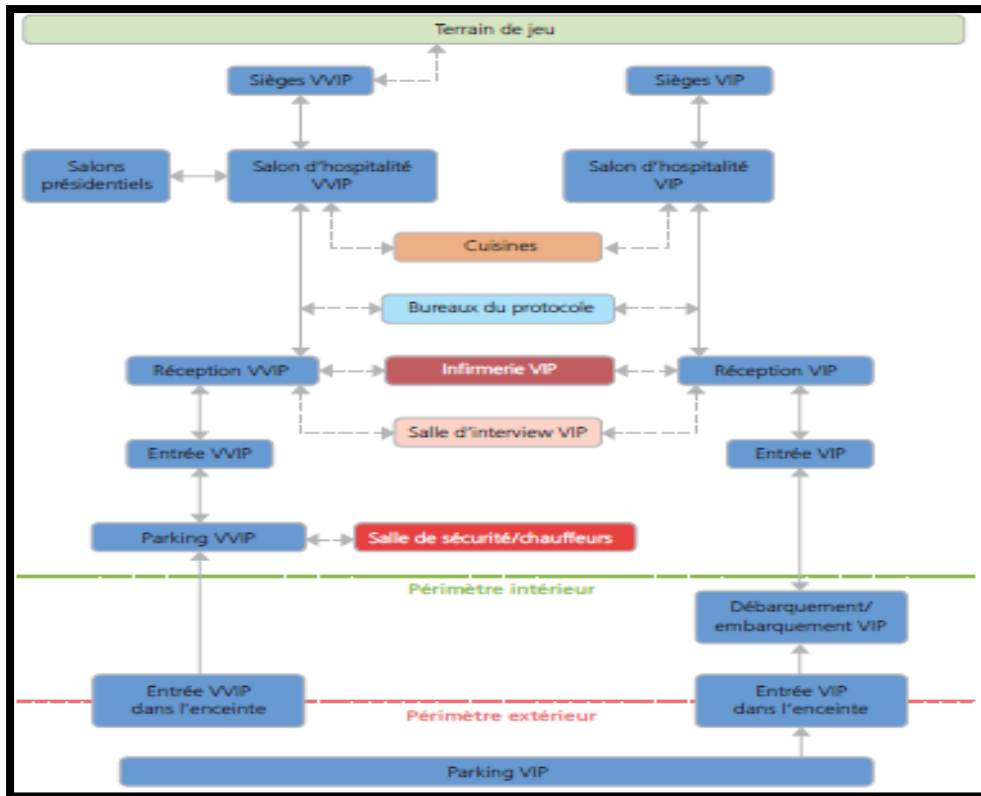 Terrain de jeu
Sièges VVIP
Sièges VIP
Salons
présidentiels
Salon d'hospitalité
VVIP
Salon d'hospitalité
VIP
Cuisines
Bureaux du protocole
Réception VVIP
Infirmerie VIP
Réception VIP
Salle d'interview VIP
Entrée VVIP
Entrée VIP
Parking VVIP
Salle de sécurité/chauffeurs
Périmètre intérieur
Débarquement/
embarquement VIP
Entrée VVIP
dans l'enceinte
Entrée VIP
dans l'enceinte
Périmètre extérieur
Parking VIP